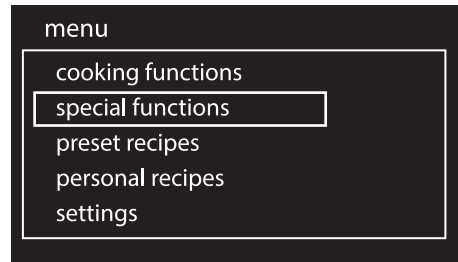 menu
cooking functions
special functions
preset recipes
personal recipes
settings